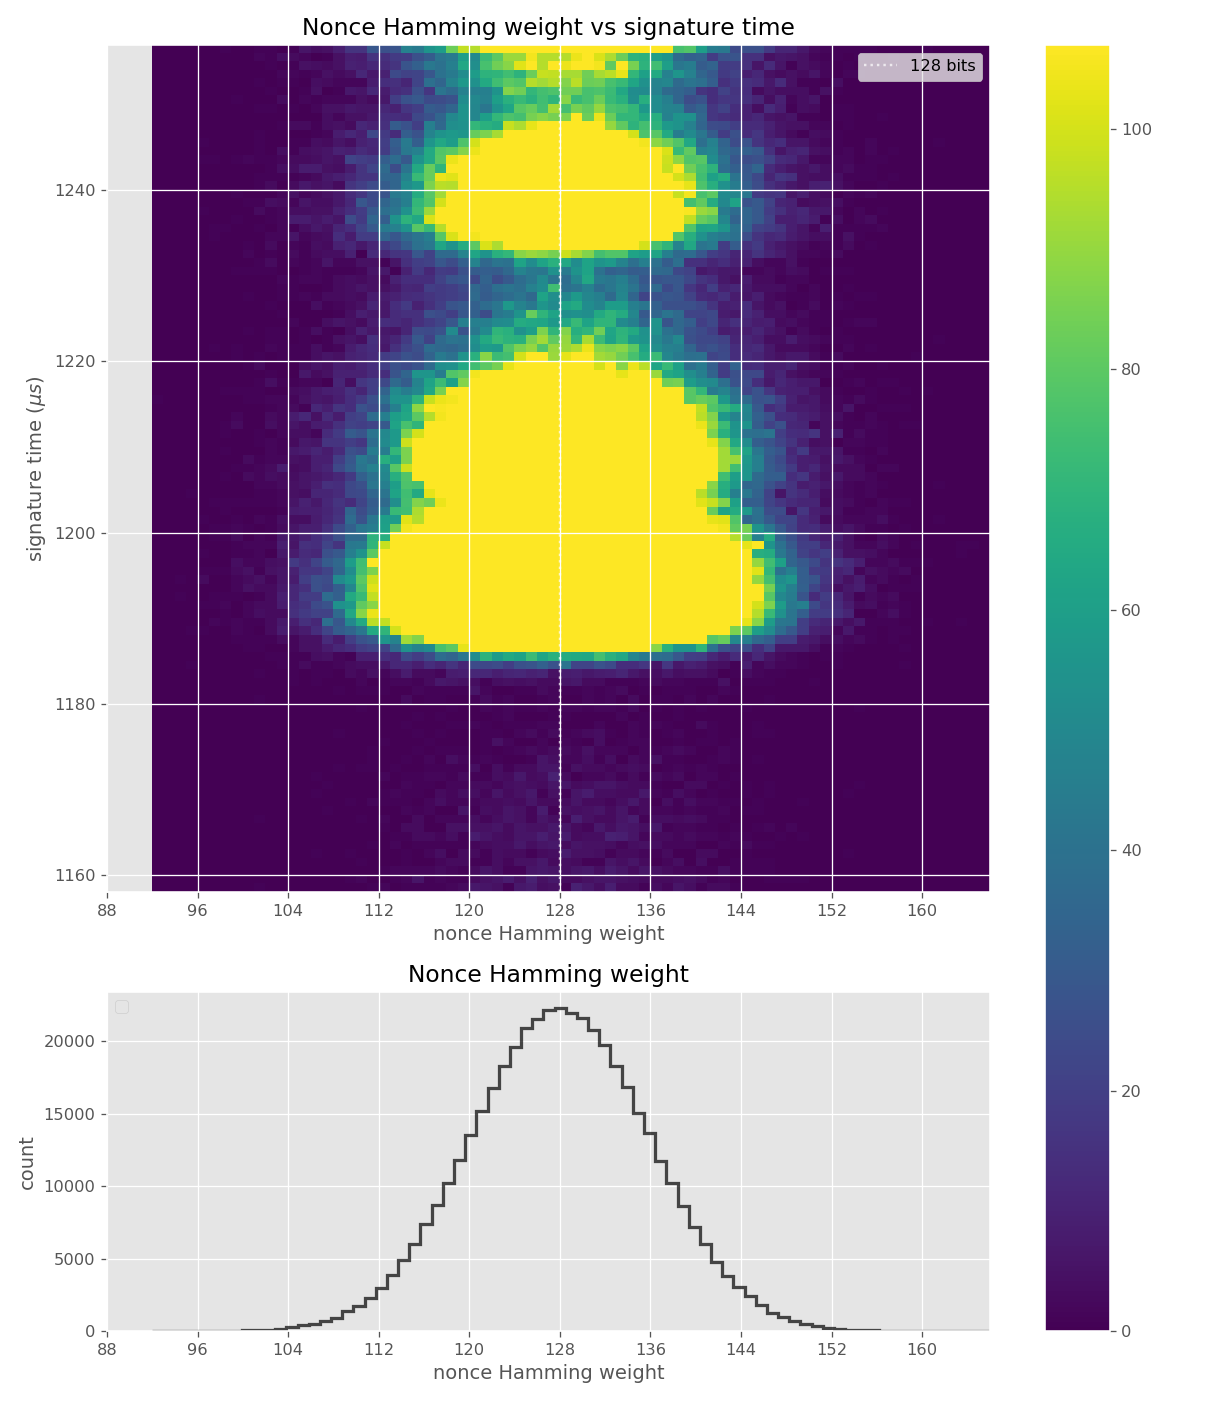 Nonce Hamming weight vs signature time
128 bits
1240
1220
1200
1180
1160
signature time (μs)
88 96 104 112 120 128 136 144 152 160
nonce Hamming weight
100
80
60
40
20
0
Nonce Hamming weight
20000
15000
10000
5000
0
count
88 96 104 112 120 128 136 144 152 160
nonce Hamming weight